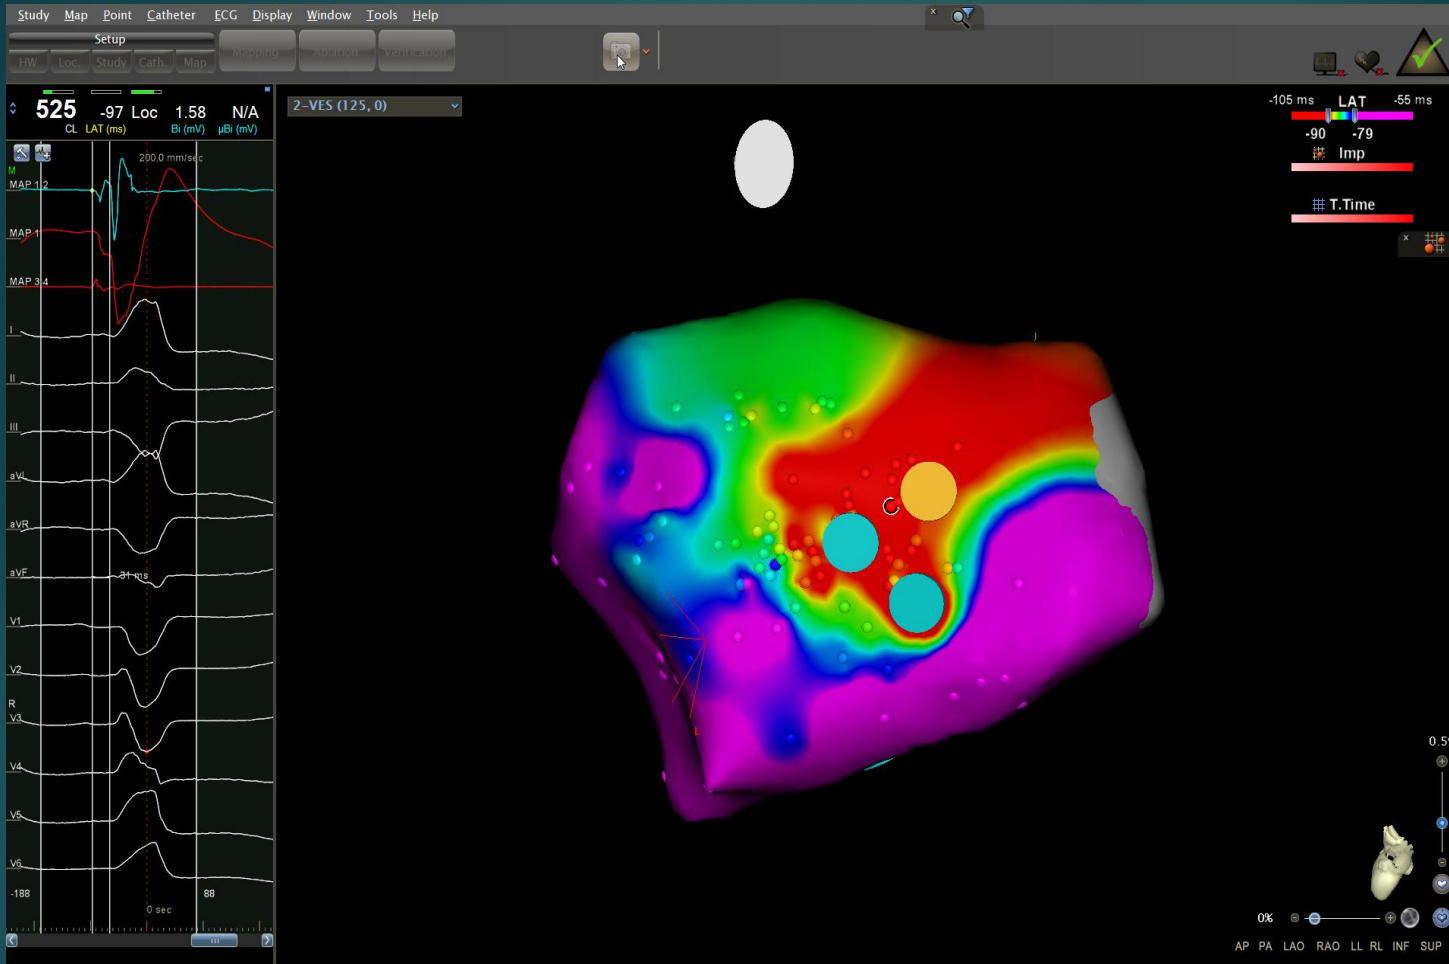 Study Map Point Catheter ECG Display Window Tools Help
Setup
HW Loc. Study Cath. Map
Mapping Ablation Verification
525 -97 Loc 1.58 N/A
CL LAT (ms) Bi (mV) µBi (mV)
2-VES (125, 0)
-105 ms LAT -55 ms
-90 -79
Imp
T.Time
200.0 mm/sec
M
MAP 1-2
MAP 1
MAP 3-4
I
II
III
aVL
aVR
aVF
31 ms
V1
V2
R
V3
V4
V5
V6
-188 88
0 sec
L
0%
AP PA LAO RAO LL RL INF SUP